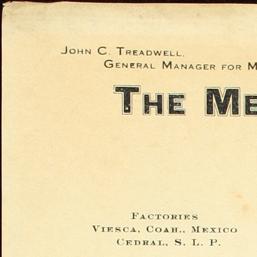 John C. Treadwell,
General Manager for M
The Me
Factories
Viesca, Coah., Mexico
Cedral, S. L. P.